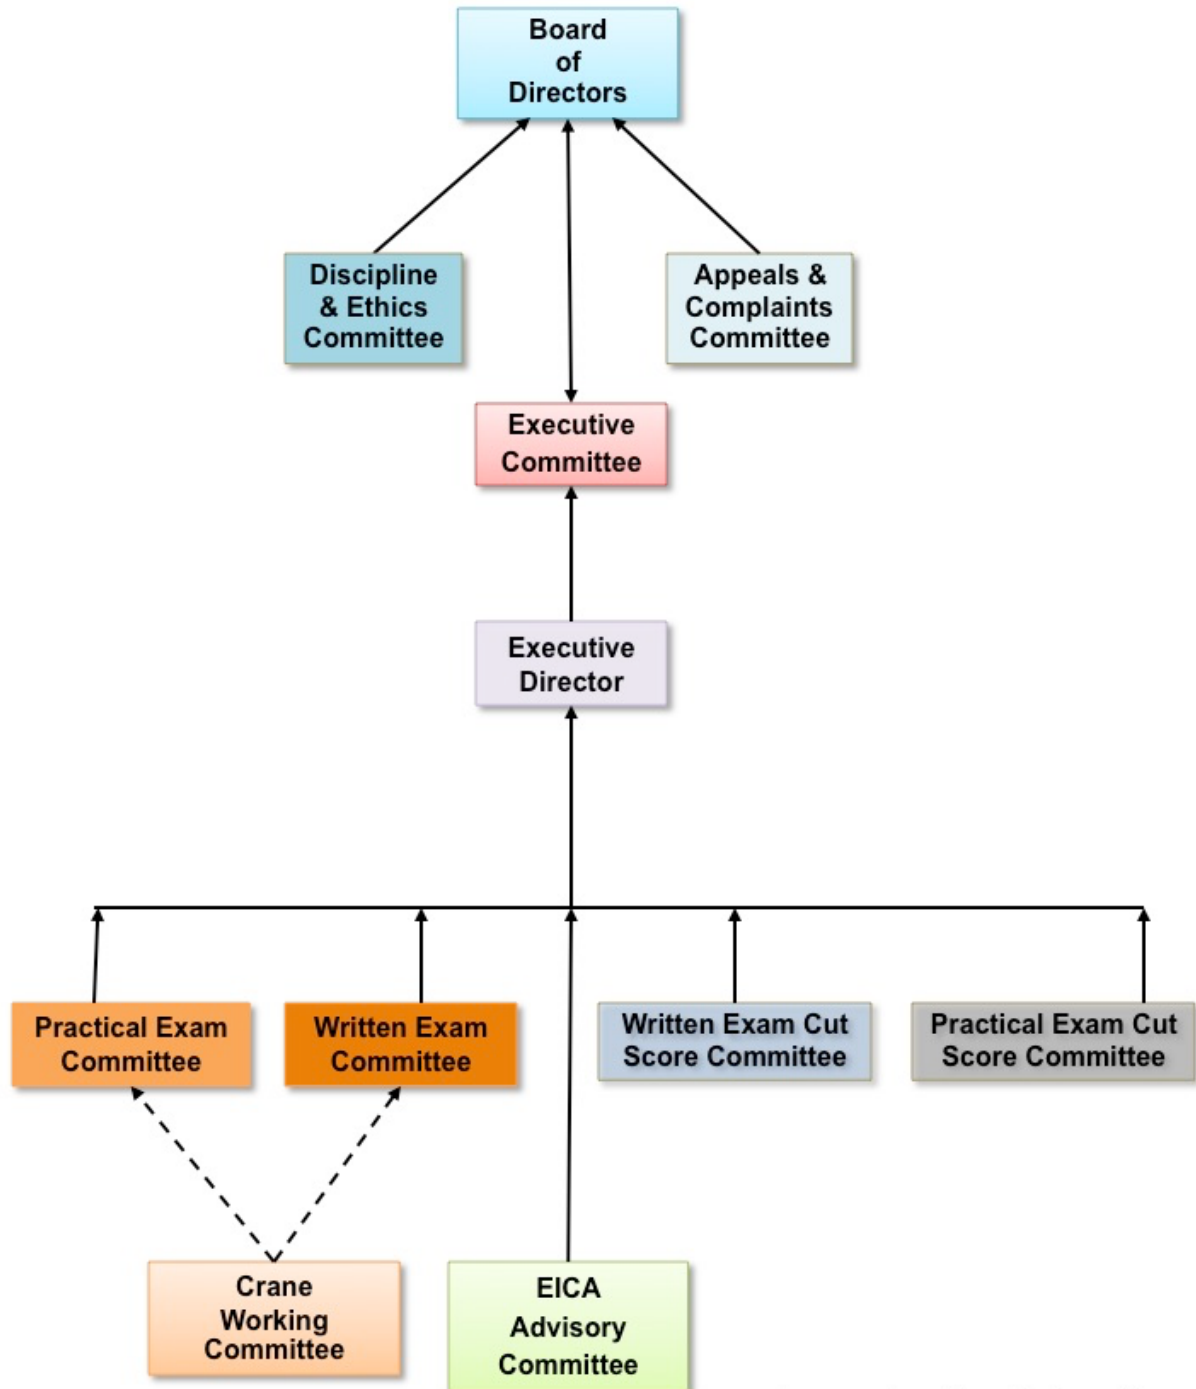 Board
of
Directors
Discipline
& Ethics
Committee
Appeals &
Complaints
Committee
Executive
Committee
Executive
Director
Practical Exam
Committee
Written Exam
Committee
Written Exam Cut
Score Committee
Practical Exam Cut
Score Committee
Crane
Working
Committee
EICA
Advisory
Committee